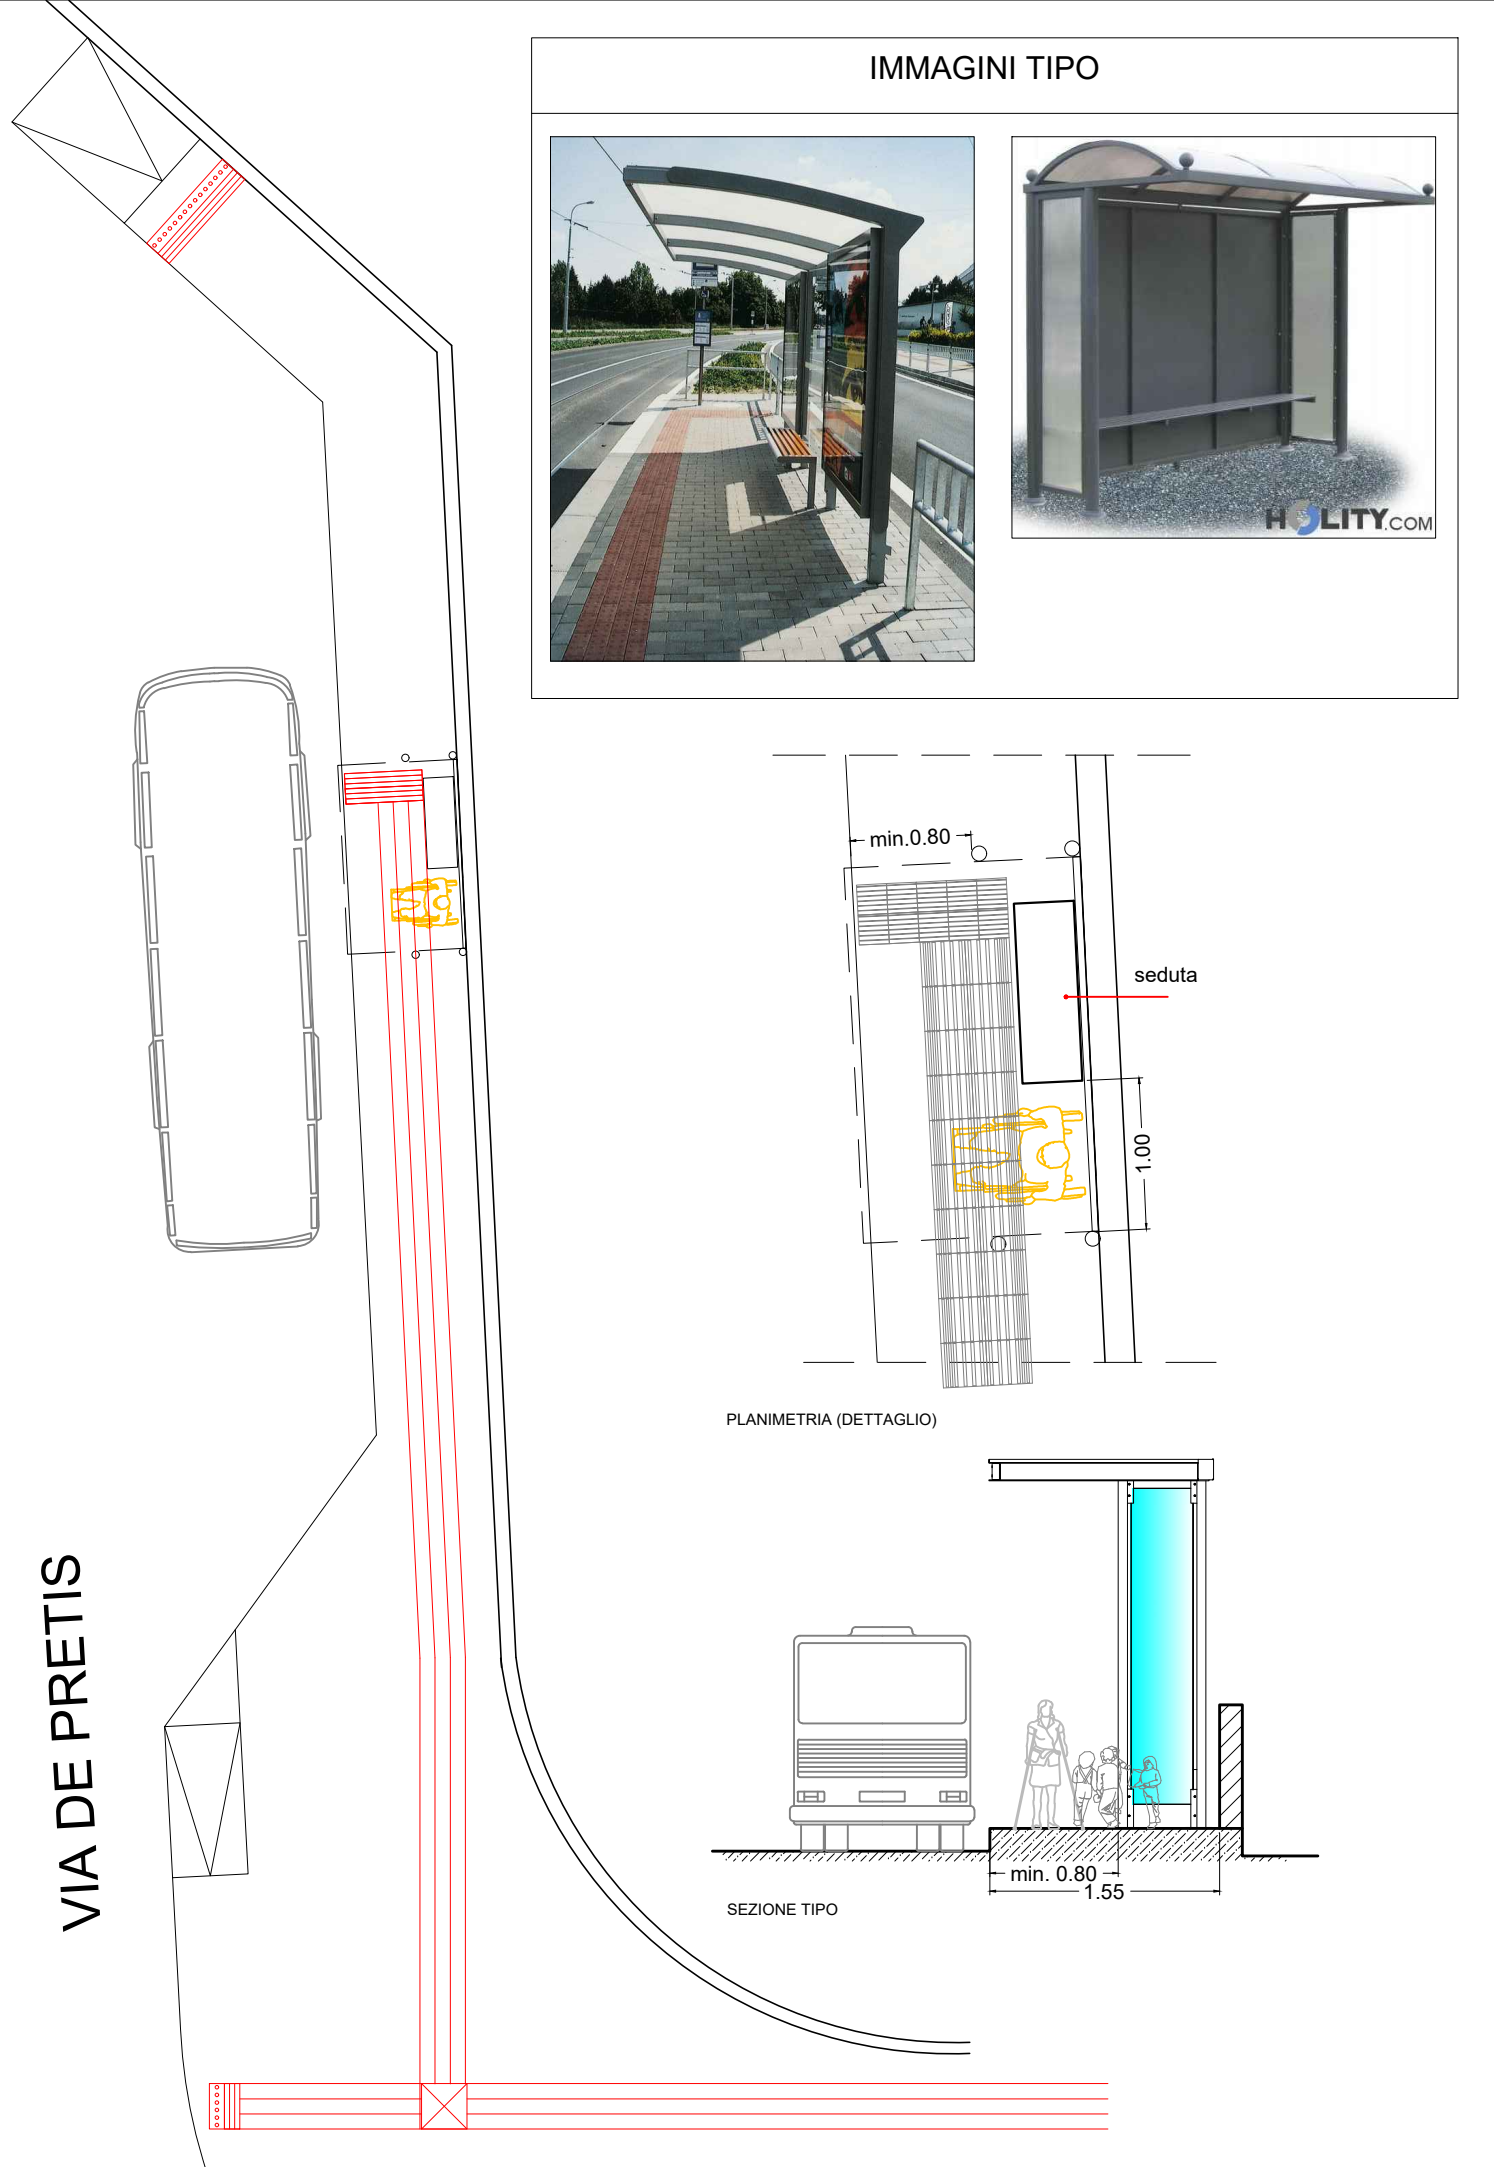 IMMAGINI TIPO
HOLITY.COM
min.0.80
seduta
1.00
PLANIMETRIA (DETTAGLIO)
VIA DE PRETIS
min. 0.80
1.55
SEZIONE TIPO